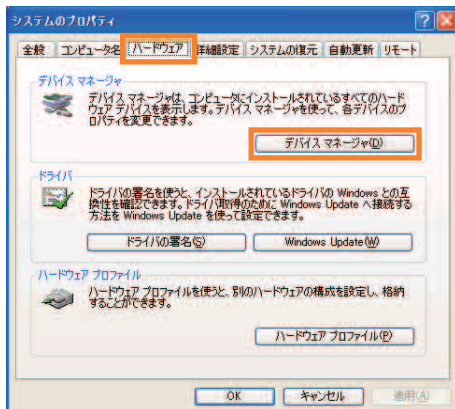 システムのプロパティ
全般 コンピュータ名 ハードウェア 詳細設定 システムの復元 自動更新 リモート
デバイス マネージャ
デバイス マネージャは、コンピュータにインストールされているすべてのハード
ウェア デバイスを表示します。デバイス マネージャを使って、各デバイスのプ
ロパティを変更できます。
デバイス マネージャ(D)
ドライバ
ドライバの署名を使うと、インストールされているドライバの Windows との互
換性を確認できます。ドライバ取得のために Windows Update へ接続する
方法を Windows Update を使って設定できます。
ドライバの署名(S) Windows Update(W)
ハードウェア プロファイル
ハードウェア プロファイルを使うと、別のハードウェアの構成を設定し、格納
することができます。
ハードウェア プロファイル(P)
OK キャンセル 適用(A)